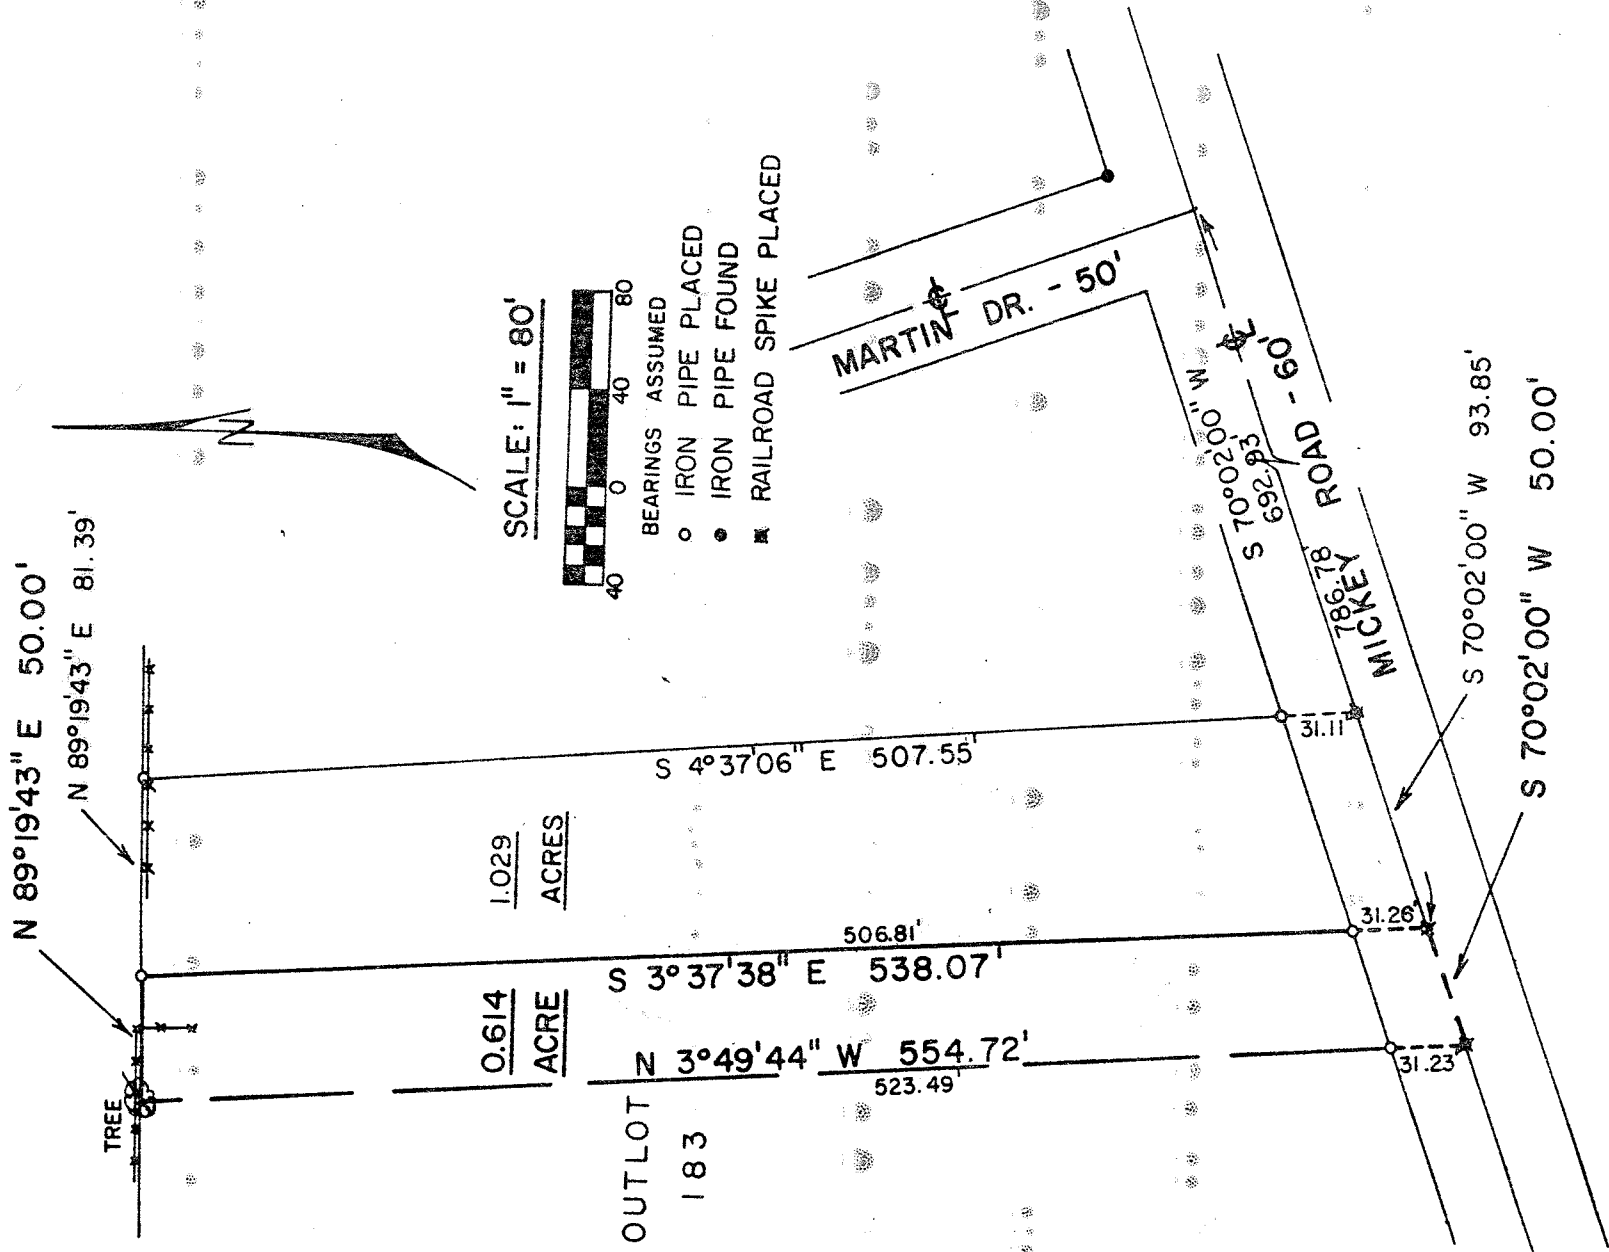 N 89°19'43" E 50.00'
N 89°19'43" E 81.39'
TREE
SCALE: 1" = 80'
40 0 40 80
BEARINGS ASSUMED
○ IRON PIPE PLACED
● IRON PIPE FOUND
RAILROAD SPIKE PLACED
N
MARTIN DR. - 50'
MICKEY ROAD - 60'
S 70°02'00" W
692.93'
786.78'
S 70°02'00" W 93.85'
S 70°02'00" W 50.00'
S 4°37'06" E 507.55'
31.11'
1.029
ACRES
506.81'
S 3°37'38" E 538.07'
31.26'
0.614
ACRE
N 3°49'44" W 554.72'
523.49'
31.23'
OUTLOT
183